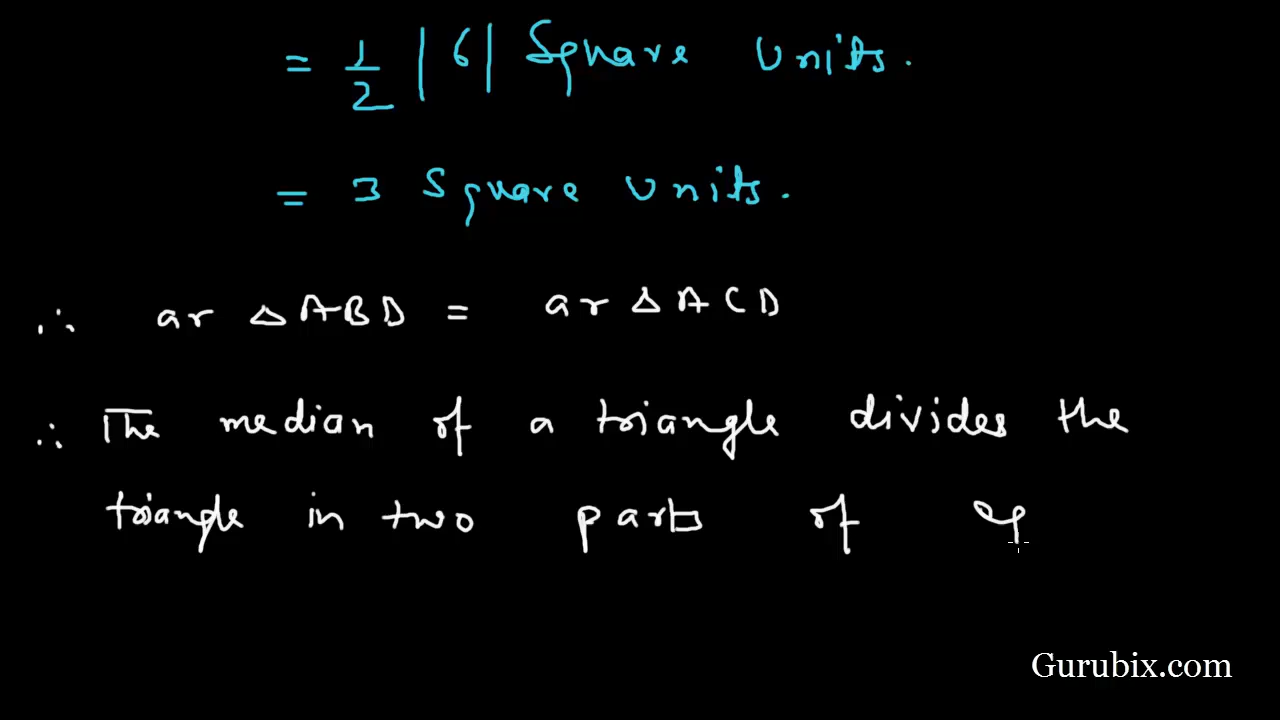 = 1/2 |6| Square Units.
= 3 Square Units.
∴ ar △ABD = ar △ACD
∴ The median of a triangle divides the
triangle in two parts of eq
Gurubix.com